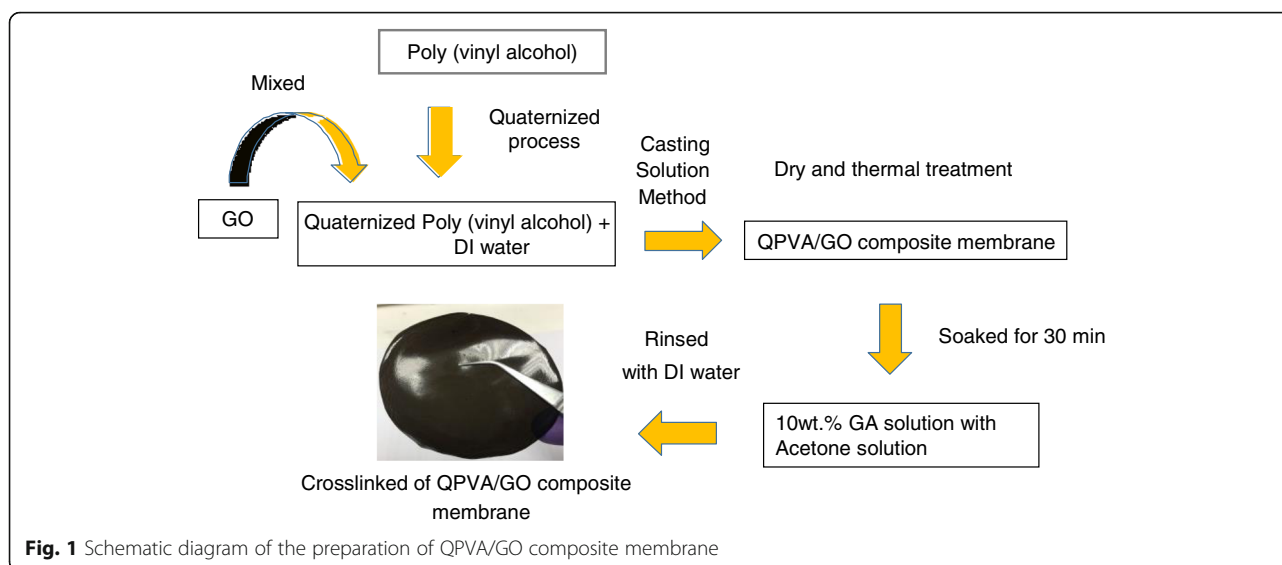 Poly (vinyl alcohol)
Mixed
Quaternized
process
Casting
Solution
Method
Dry and thermal treatment
GO
Quaternized Poly (vinyl alcohol) +
DI water
QPVA/GO composite membrane
Soaked for 30 min
Rinsed
with DI water
10wt.% GA solution with
Acetone solution
Crosslinked of QPVA/GO composite
membrane
Fig. 1 Schematic diagram of the preparation of QPVA/GO composite membrane